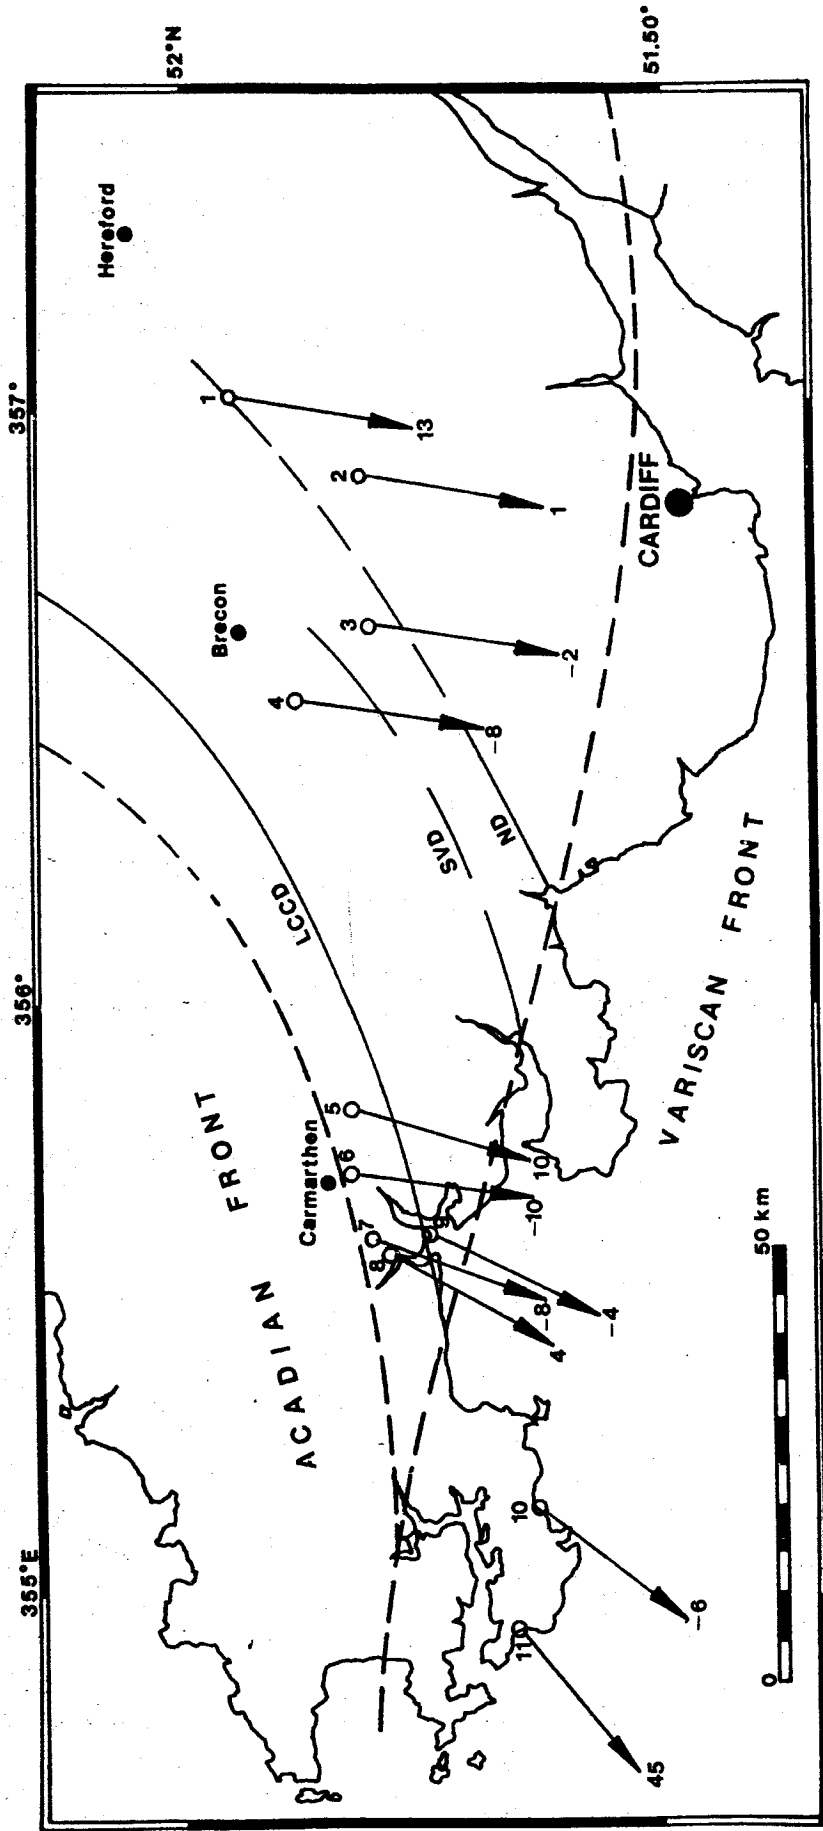 355°E
356°
357°
52°N
51.50°
Hereford
Brecon
Carmarthen
CARDIFF
ACADIAN FRONT
VARISCAN FRONT
LCCD
SVD
ND
1
13
2
1
3
-2
4
-8
5
10
6
-10
7
-8
8
4
-4
10
-6
11
45
0
50 km